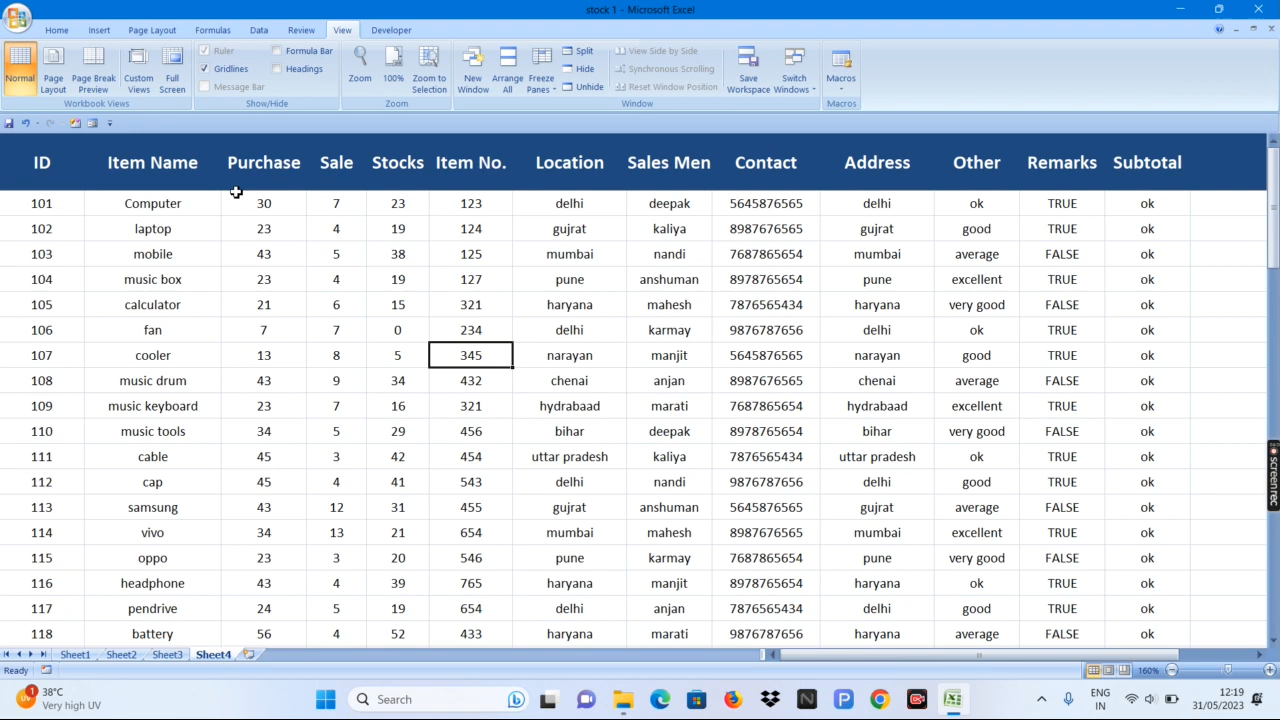 stock 1 - Microsoft Excel
Home Insert Page Layout Formulas Data Review View Developer
Normal Page Layout Page Break Preview Custom Views Full Screen
Workbook Views
Ruler Formula Bar
Gridlines Headings
Message Bar
Show/Hide
Zoom 100% Zoom to Selection
Zoom
New Window Arrange All Freeze Panes Split Hide Unhide
View Side by Side
Synchronous Scrolling
Reset Window Position
Window
Save Workspace Switch Windows
Macros
Macros
ID Item Name Purchase Sale Stocks Item No. Location Sales Men Contact Address Other Remarks Subtotal
101 Computer 30 7 23 123 delhi deepak 5645876565 delhi ok TRUE ok
102 laptop 23 4 19 124 gujrat kaliya 8987676565 gujrat good TRUE ok
103 mobile 43 5 38 125 mumbai nandi 7687865654 mumbai average FALSE ok
104 music box 23 4 19 127 pune anshuman 8978765654 pune excellent TRUE ok
105 calculator 21 6 15 321 haryana mahesh 7876565434 haryana very good FALSE ok
106 fan 7 7 0 234 delhi karmay 9876787656 delhi ok TRUE ok
107 cooler 13 8 5 345 narayan manjit 5645876565 narayan good TRUE ok
108 music drum 43 9 34 432 chenai anjan 8987676565 chenai average FALSE ok
109 music keyboard 23 7 16 321 hydrabaad marati 7687865654 hydrabaad excellent TRUE ok
110 music tools 34 5 29 456 bihar deepak 8978765654 bihar very good FALSE ok
111 cable 45 3 42 454 uttar pradesh kaliya 7876565434 uttar pradesh ok TRUE ok
112 cap 45 4 41 543 delhi nandi 9876787656 delhi good TRUE ok
113 samsung 43 12 31 455 gujrat anshuman 5645876565 gujrat average FALSE ok
114 vivo 34 13 21 654 mumbai mahesh 8987676565 mumbai excellent TRUE ok
115 oppo 23 3 20 546 pune karmay 7687865654 pune very good FALSE ok
116 headphone 43 4 39 765 haryana manjit 8978765654 haryana ok TRUE ok
117 pendrive 24 5 19 654 delhi anjan 7876565434 delhi good TRUE ok
118 battery 56 4 52 433 haryana marati 9876787656 haryana average FALSE ok
screen rec
Sheet1 Sheet2 Sheet3 Sheet4
Ready 160%
1 38°C Search ENG 12:19
Very high UV IN 31/05/2023